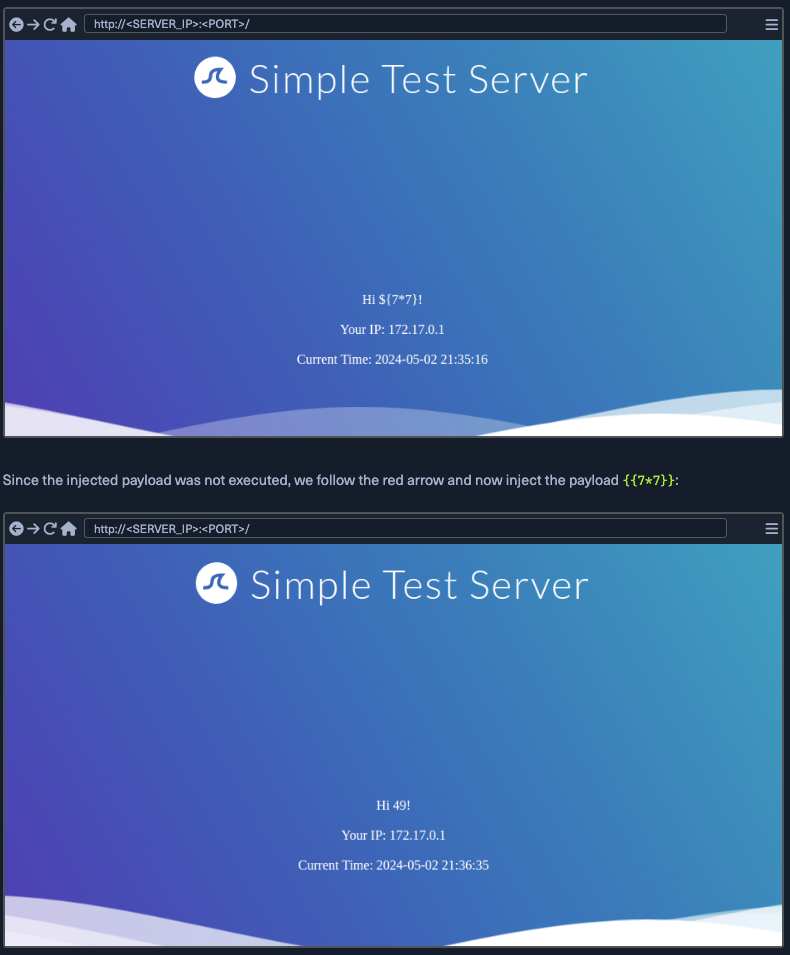 http://<SERVER_IP>:<PORT>/
Simple Test Server
Hi ${7*7}!
Your IP: 172.17.0.1
Current Time: 2024-05-02 21:35:16
Since the injected payload was not executed, we follow the red arrow and now inject the payload {{7*7}}:
http://<SERVER_IP>:<PORT>/
Simple Test Server
Hi 49!
Your IP: 172.17.0.1
Current Time: 2024-05-02 21:36:35